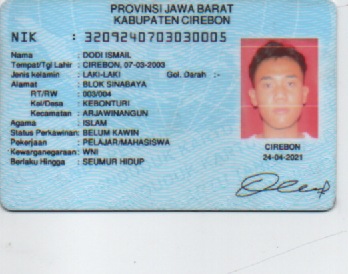 PROVINSI JAWA BARAT
KABUPATEN CIREBON
NIK : 3209240703030005
Nama : DODI ISMAIL
Tempat/Tgl Lahir : CIREBON, 07-03-2003
Jenis kelamin : LAKI-LAKI Gol. Darah :-
Alamat : BLOK SINABAYA
RT/RW : 003/004
Kel/Desa : KEBONTURI
Kecamatan : ARJAWINANGUN
Agama : ISLAM
Status Perkawinan: BELUM KAWIN
Pekerjaan : PELAJAR/MAHASISWA
Kewarganegaraan: WNI
Berlaku Hingga : SEUMUR HIDUP
CIREBON
24-04-2021